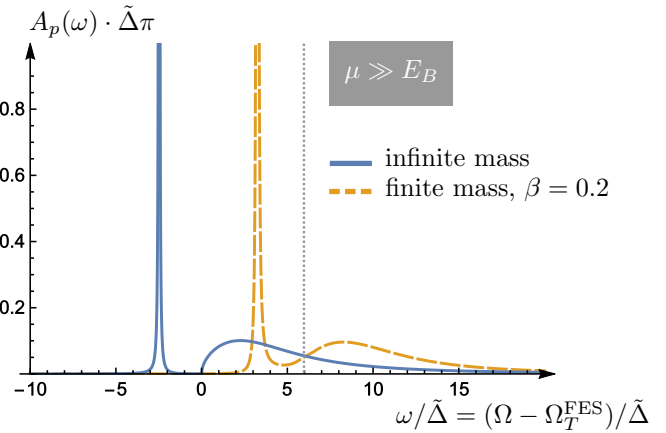 A_p(ω) · Δ̃π
μ ≫ E_B
0.8
0.6
0.4
0.2
infinite mass
finite mass, β = 0.2
−10 −5 0 5 10 15
ω/Δ̃ = (Ω − Ω_T^FES)/Δ̃